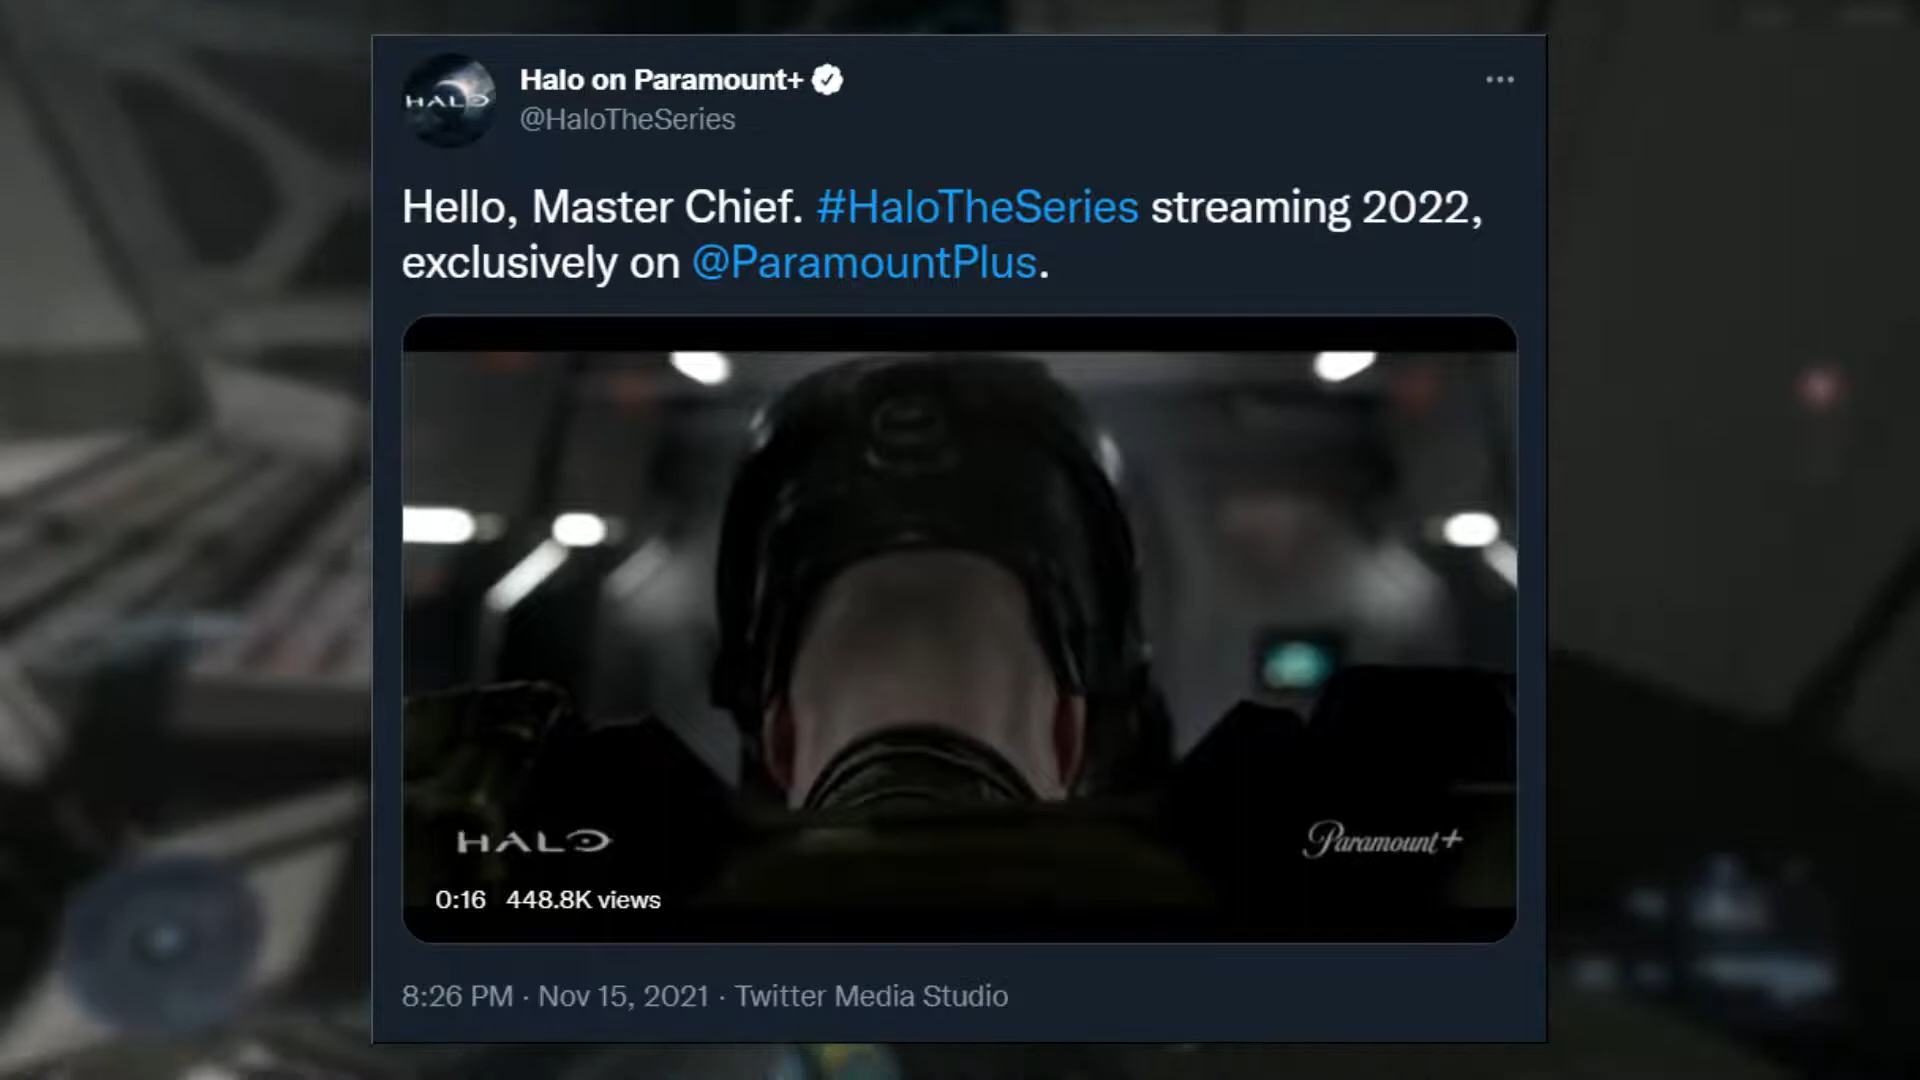 HALO
Halo on Paramount+
@HaloTheSeries
Hello, Master Chief. #HaloTheSeries streaming 2022,
exclusively on @ParamountPlus.
HALO
Paramount+
0:16 448.8K views
8:26 PM · Nov 15, 2021 · Twitter Media Studio